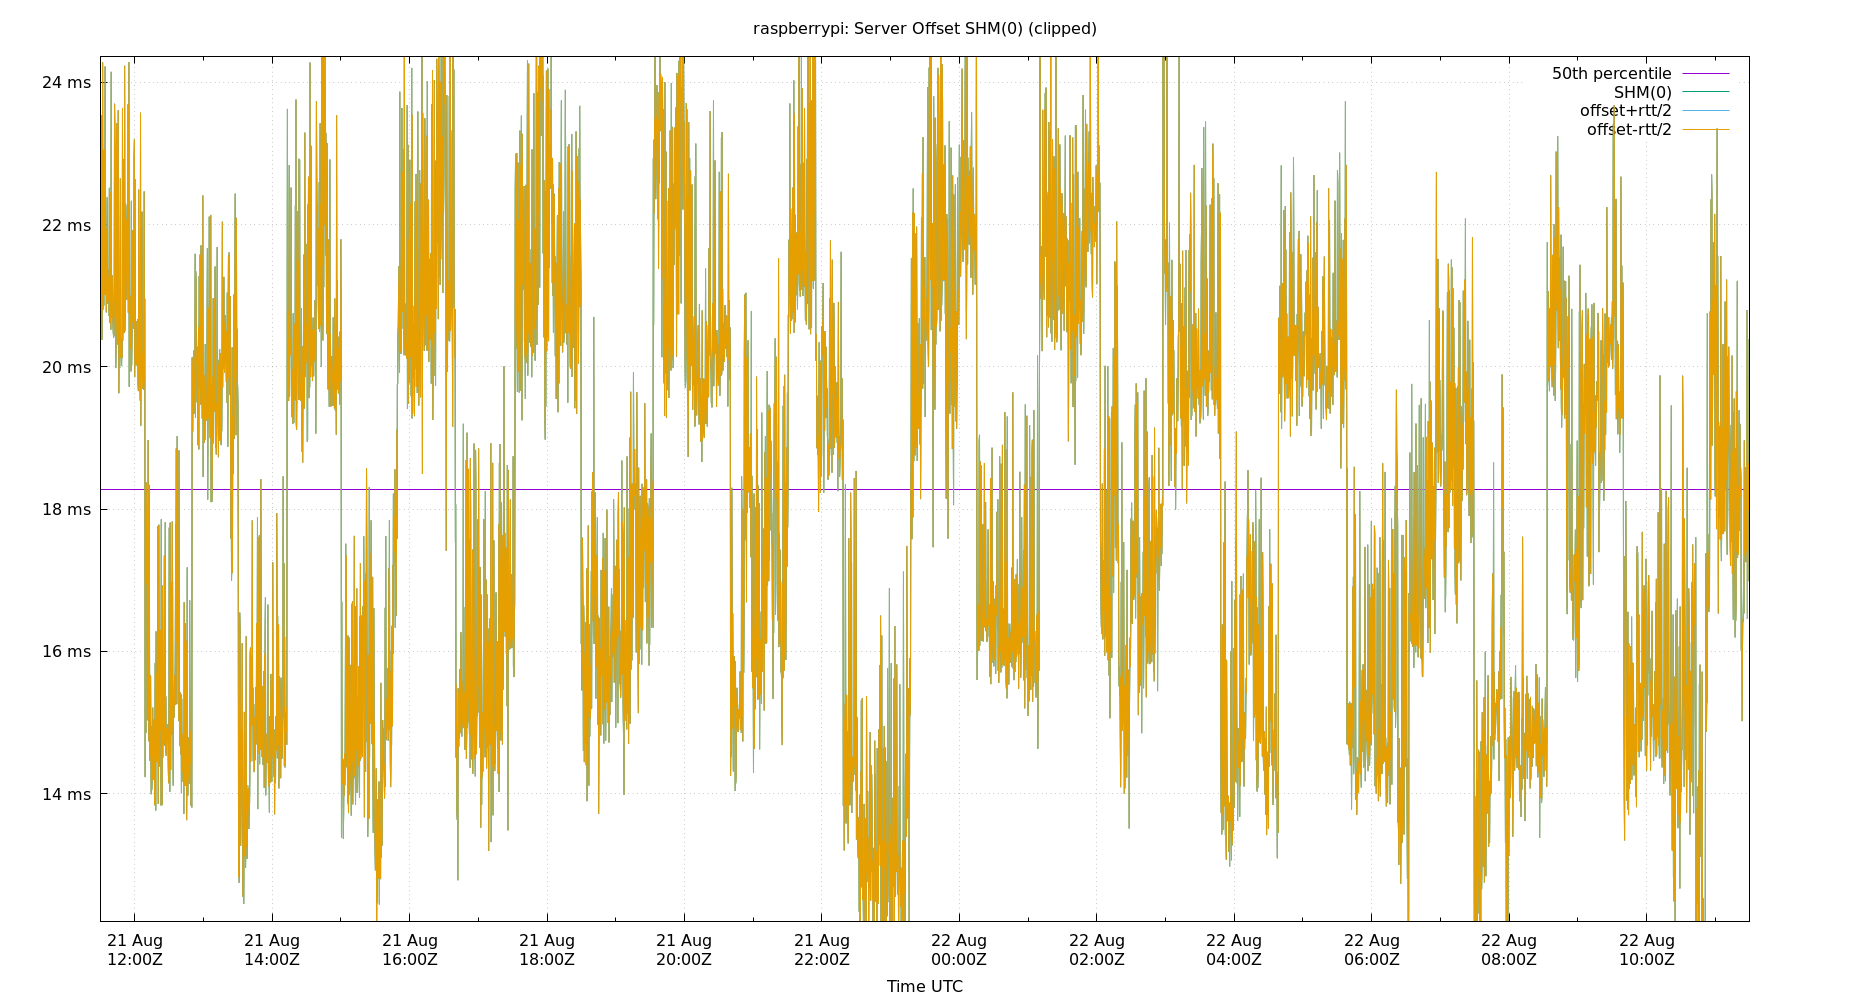 raspberrypi: Server Offset SHM(0) (clipped)
50th percentile
SHM(0)
offset+rtt/2
offset-rtt/2
24 ms
22 ms
20 ms
18 ms
16 ms
14 ms
21 Aug 21 Aug 21 Aug 21 Aug 21 Aug 21 Aug 22 Aug 22 Aug 22 Aug 22 Aug 22 Aug 22 Aug
12:00Z 14:00Z 16:00Z 18:00Z 20:00Z 22:00Z 00:00Z 02:00Z 04:00Z 06:00Z 08:00Z 10:00Z
Time UTC